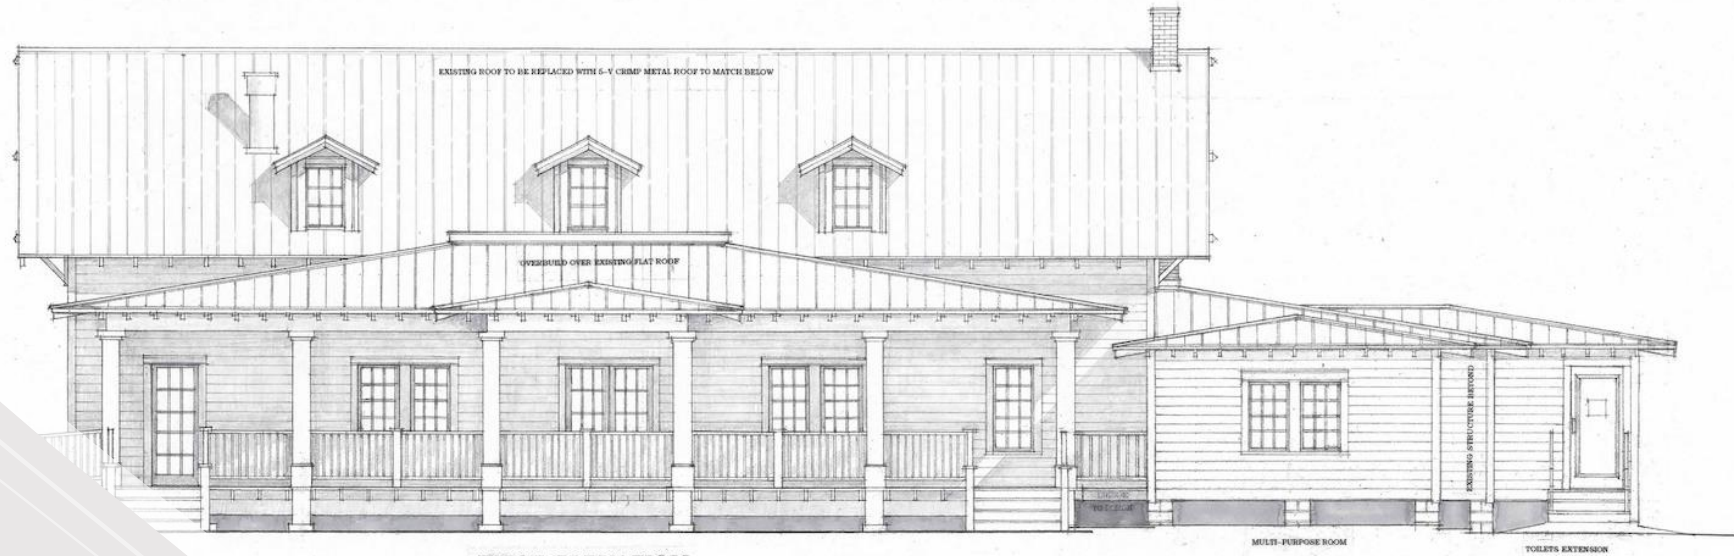 EXISTING ROOF TO BE REPLACED WITH 5-V CRIMP METAL ROOF TO MATCH BELOW
OVERBUILD OVER EXISTING FLAT ROOF
EXISTING STRUCTURE BEYOND
MULTI-PURPOSE ROOM
TOILETS EXTENSION